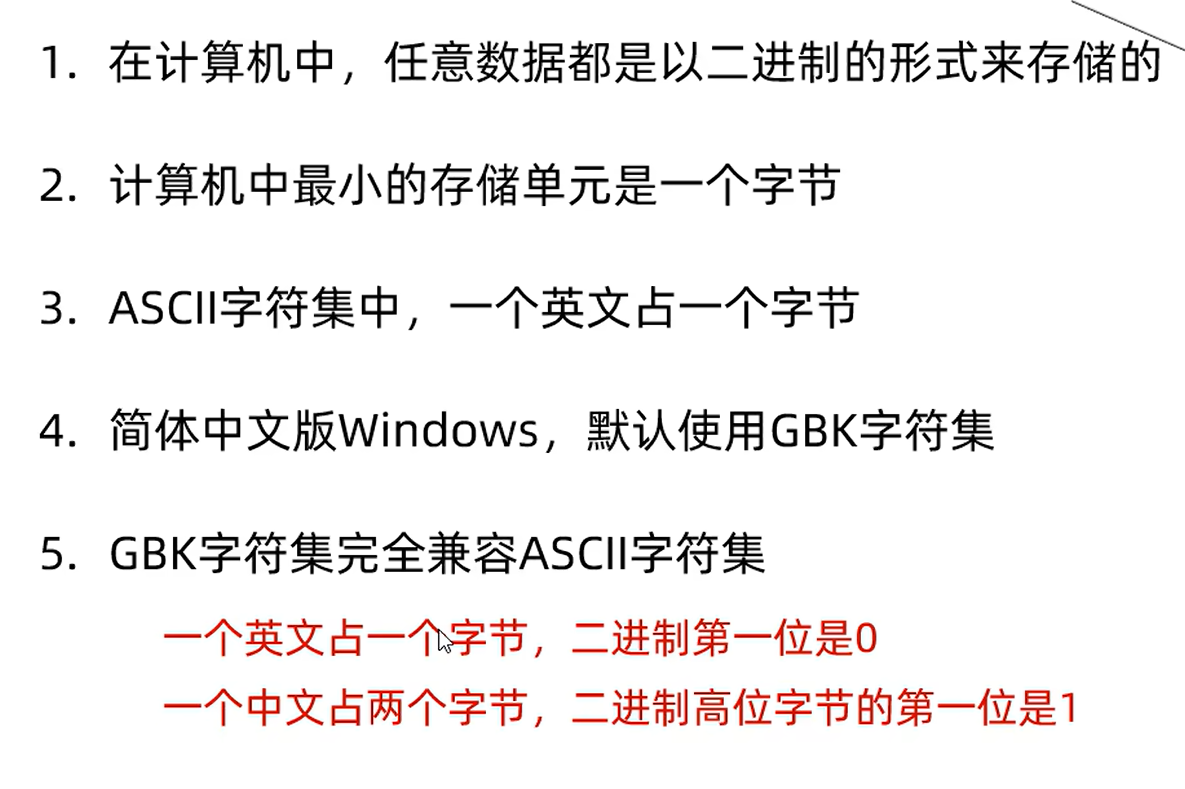 1. 在计算机中，任意数据都是以二进制的形式来存储的
2. 计算机中最小的存储单元是一个字节
3. ASCII字符集中，一个英文占一个字节
4. 简体中文版Windows，默认使用GBK字符集
5. GBK字符集完全兼容ASCII字符集
一个英文占一个字节，二进制第一位是0
一个中文占两个字节，二进制高位字节的第一位是1